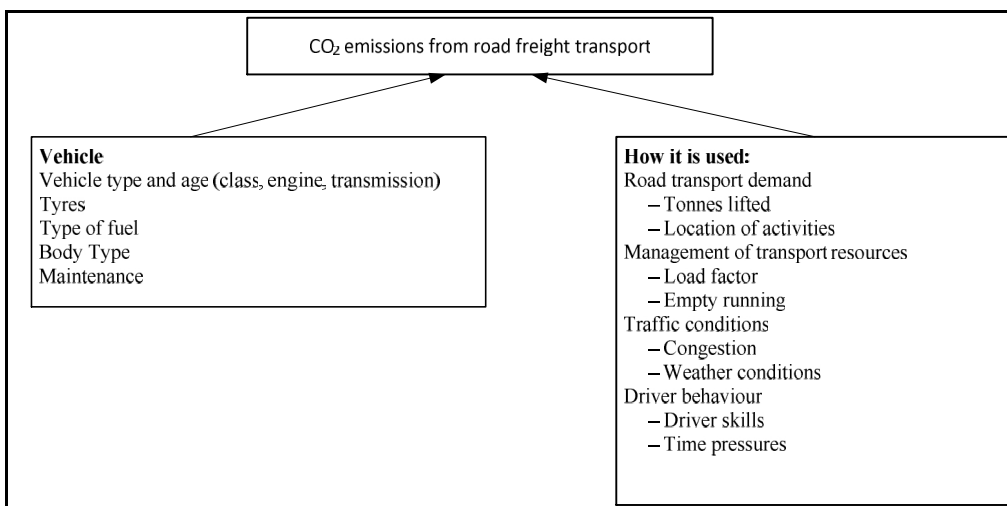 CO₂ emissions from road freight transport
Vehicle
Vehicle type and age (class, engine, transmission)
Tyres
Type of fuel
Body Type
Maintenance
How it is used:
Road transport demand
– Tonnes lifted
– Location of activities
Management of transport resources
– Load factor
– Empty running
Traffic conditions
– Congestion
– Weather conditions
Driver behaviour
– Driver skills
– Time pressures